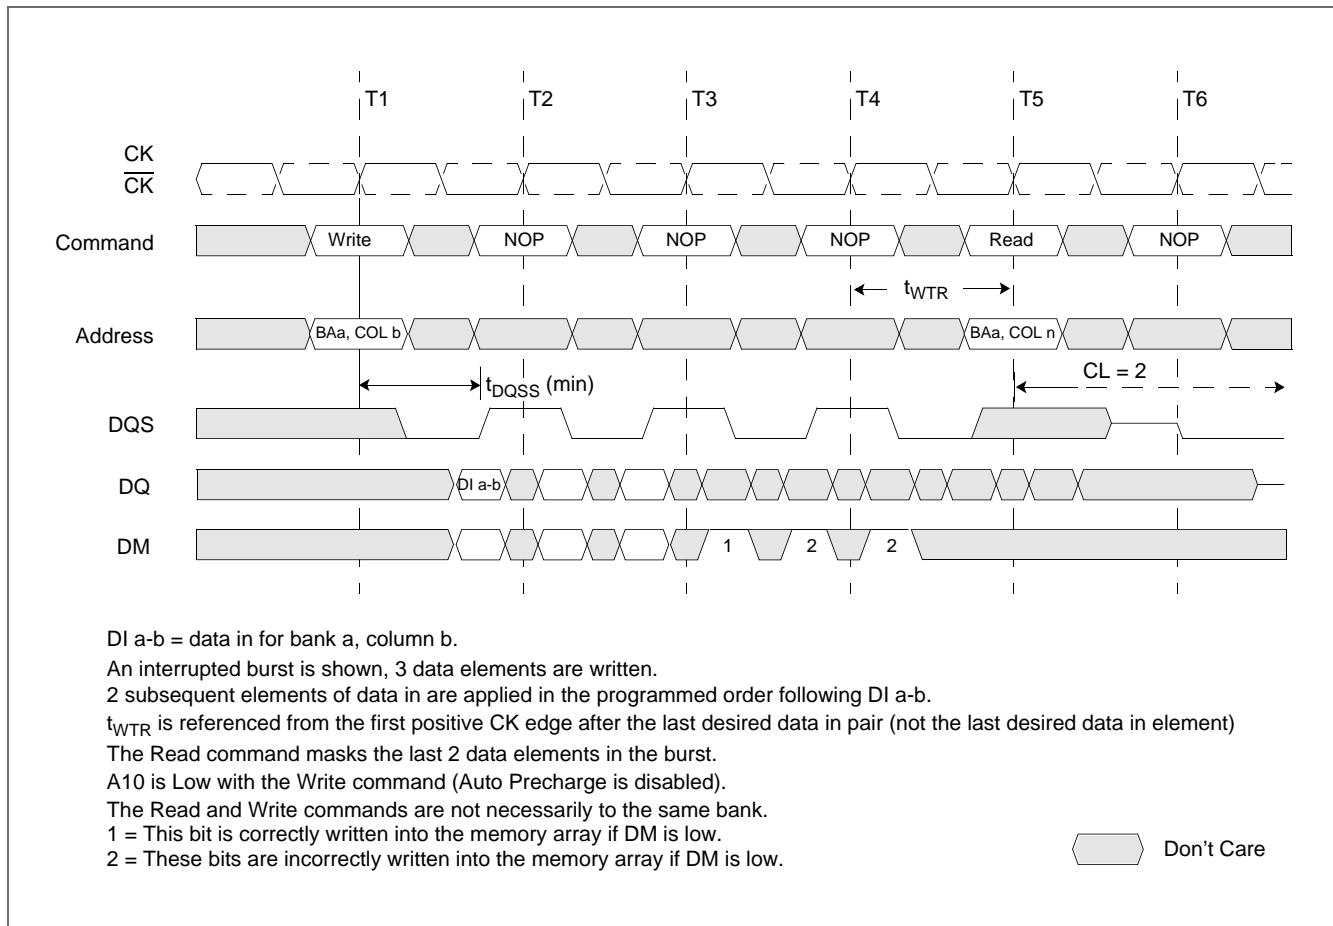 T1 T2 T3 T4 T5 T6
CK
CK
Command Write NOP NOP NOP Read NOP
tWTR
Address BAa, COL b BAa, COL n
tDQSS (min) CL = 2
DQS
DQ DI a-b
DM 1 2 2
DI a-b = data in for bank a, column b.
An interrupted burst is shown, 3 data elements are written.
2 subsequent elements of data in are applied in the programmed order following DI a-b.
tWTR is referenced from the first positive CK edge after the last desired data in pair (not the last desired data in element)
The Read command masks the last 2 data elements in the burst.
A10 is Low with the Write command (Auto Precharge is disabled).
The Read and Write commands are not necessarily to the same bank.
1 = This bit is correctly written into the memory array if DM is low.
2 = These bits are incorrectly written into the memory array if DM is low.
Don't Care